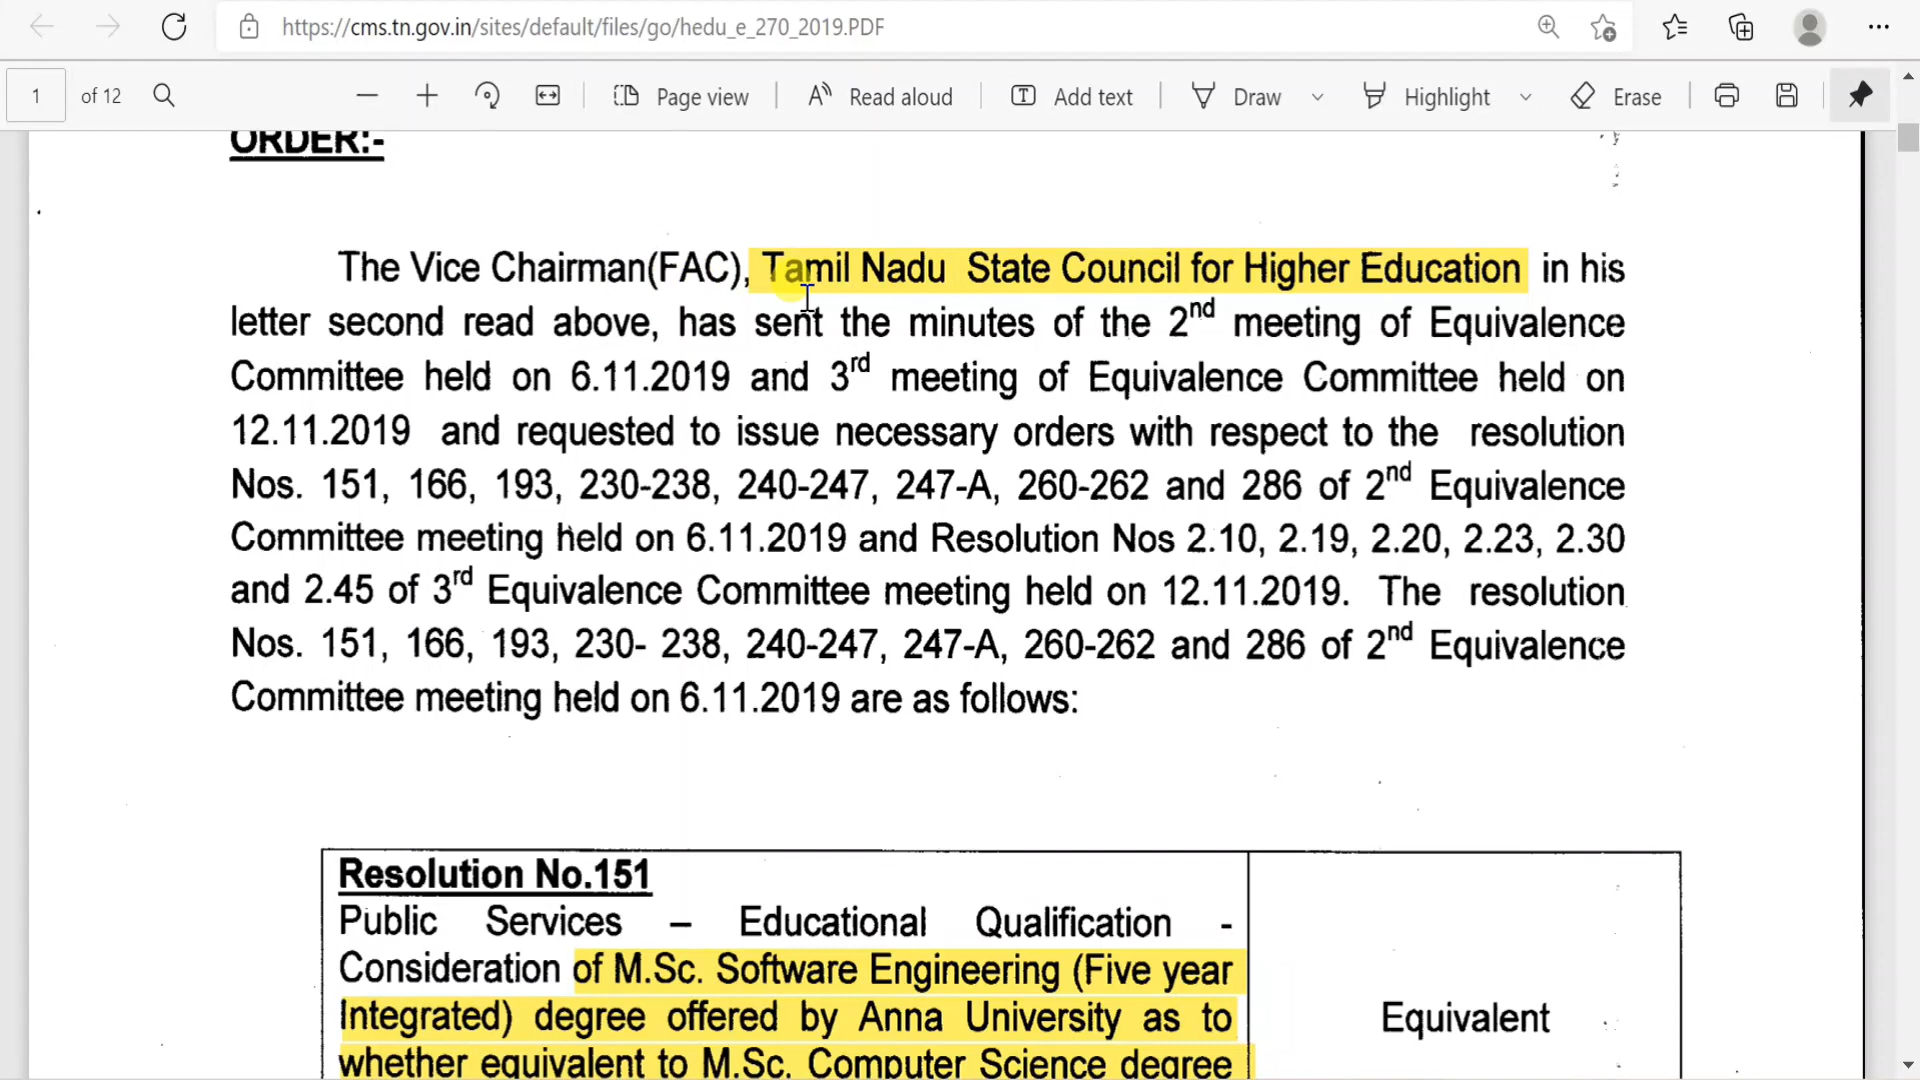 https://cms.tn.gov.in/sites/default/files/go/hedu_e_270_2019.PDF
1 of 12 Page view Read aloud Add text Draw Highlight Erase
ORDER:-
The Vice Chairman(FAC), Tamil Nadu State Council for Higher Education in his
letter second read above, has sent the minutes of the 2nd meeting of Equivalence
Committee held on 6.11.2019 and 3rd meeting of Equivalence Committee held on
12.11.2019 and requested to issue necessary orders with respect to the resolution
Nos. 151, 166, 193, 230-238, 240-247, 247-A, 260-262 and 286 of 2nd Equivalence
Committee meeting held on 6.11.2019 and Resolution Nos 2.10, 2.19, 2.20, 2.23, 2.30
and 2.45 of 3rd Equivalence Committee meeting held on 12.11.2019. The resolution
Nos. 151, 166, 193, 230- 238, 240-247, 247-A, 260-262 and 286 of 2nd Equivalence
Committee meeting held on 6.11.2019 are as follows:
Resolution No.151
Public Services – Educational Qualification -
Consideration of M.Sc. Software Engineering (Five year
Integrated) degree offered by Anna University as to
whether equivalent to M.Sc. Computer Science degree
Equivalent